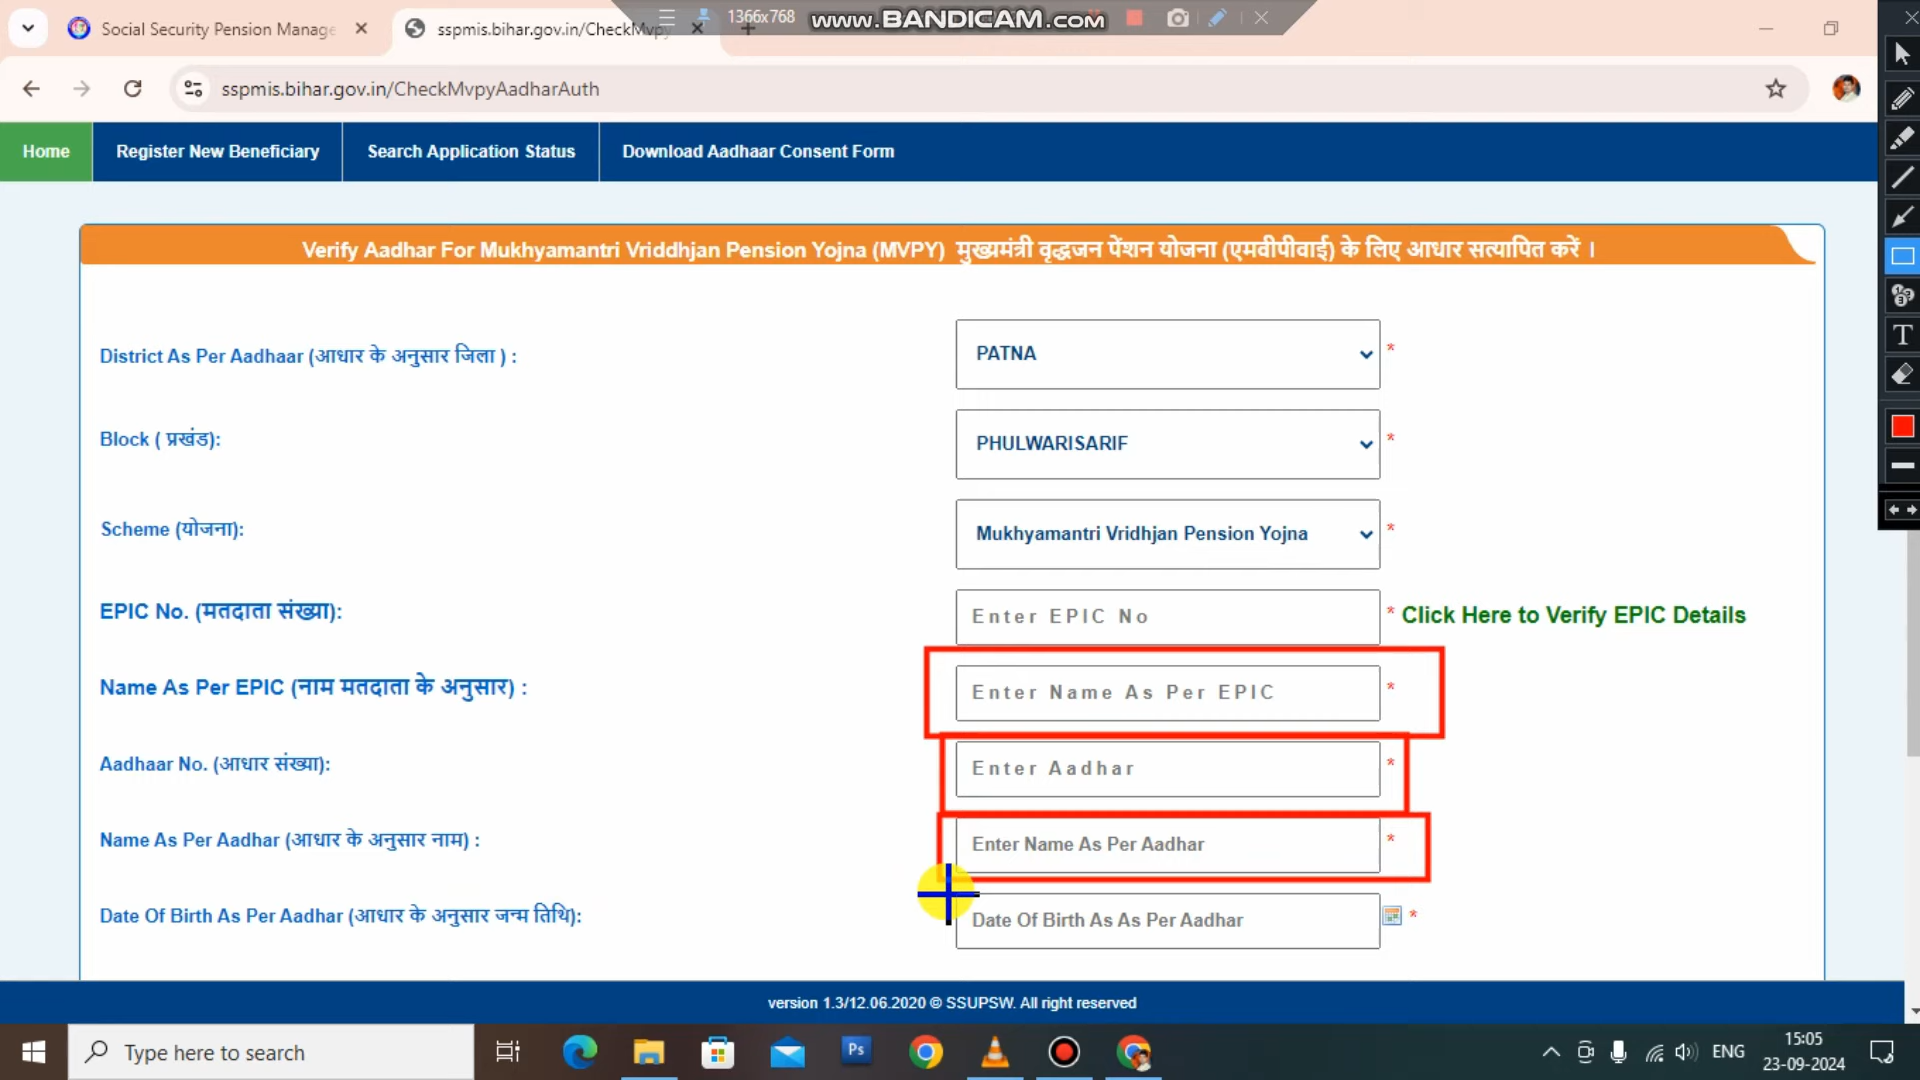 Social Security Pension Manage
sspmis.bihar.gov.in/CheckMvpy
1366x768
www.BANDICAM.com
sspmis.bihar.gov.in/CheckMvpyAadharAuth
Home
Register New Beneficiary
Search Application Status
Download Aadhaar Consent Form
Verify Aadhar For Mukhyamantri Vriddhjan Pension Yojna (MVPY) मुख्यमंत्री वृद्धजन पेंशन योजना (एमवीपीवाई) के लिए आधार सत्यापित करें ।
District As Per Aadhaar (आधार के अनुसार जिला ) :
PATNA
*
Block ( प्रखंड):
PHULWARISARIF
*
Scheme (योजना):
Mukhyamantri Vridhjan Pension Yojna
*
EPIC No. (मतदाता संख्या):
Enter EPIC No
* Click Here to Verify EPIC Details
Name As Per EPIC (नाम मतदाता के अनुसार) :
Enter Name As Per EPIC
*
Aadhaar No. (आधार संख्या):
Enter Aadhar
*
Name As Per Aadhar (आधार के अनुसार नाम) :
Enter Name As Per Aadhar
*
Date Of Birth As Per Aadhar (आधार के अनुसार जन्म तिथि):
Date Of Birth As As Per Aadhar
*
version 1.3/12.06.2020 © SSUPSW. All right reserved
Type here to search
Ps
ENG
15:05
23-09-2024